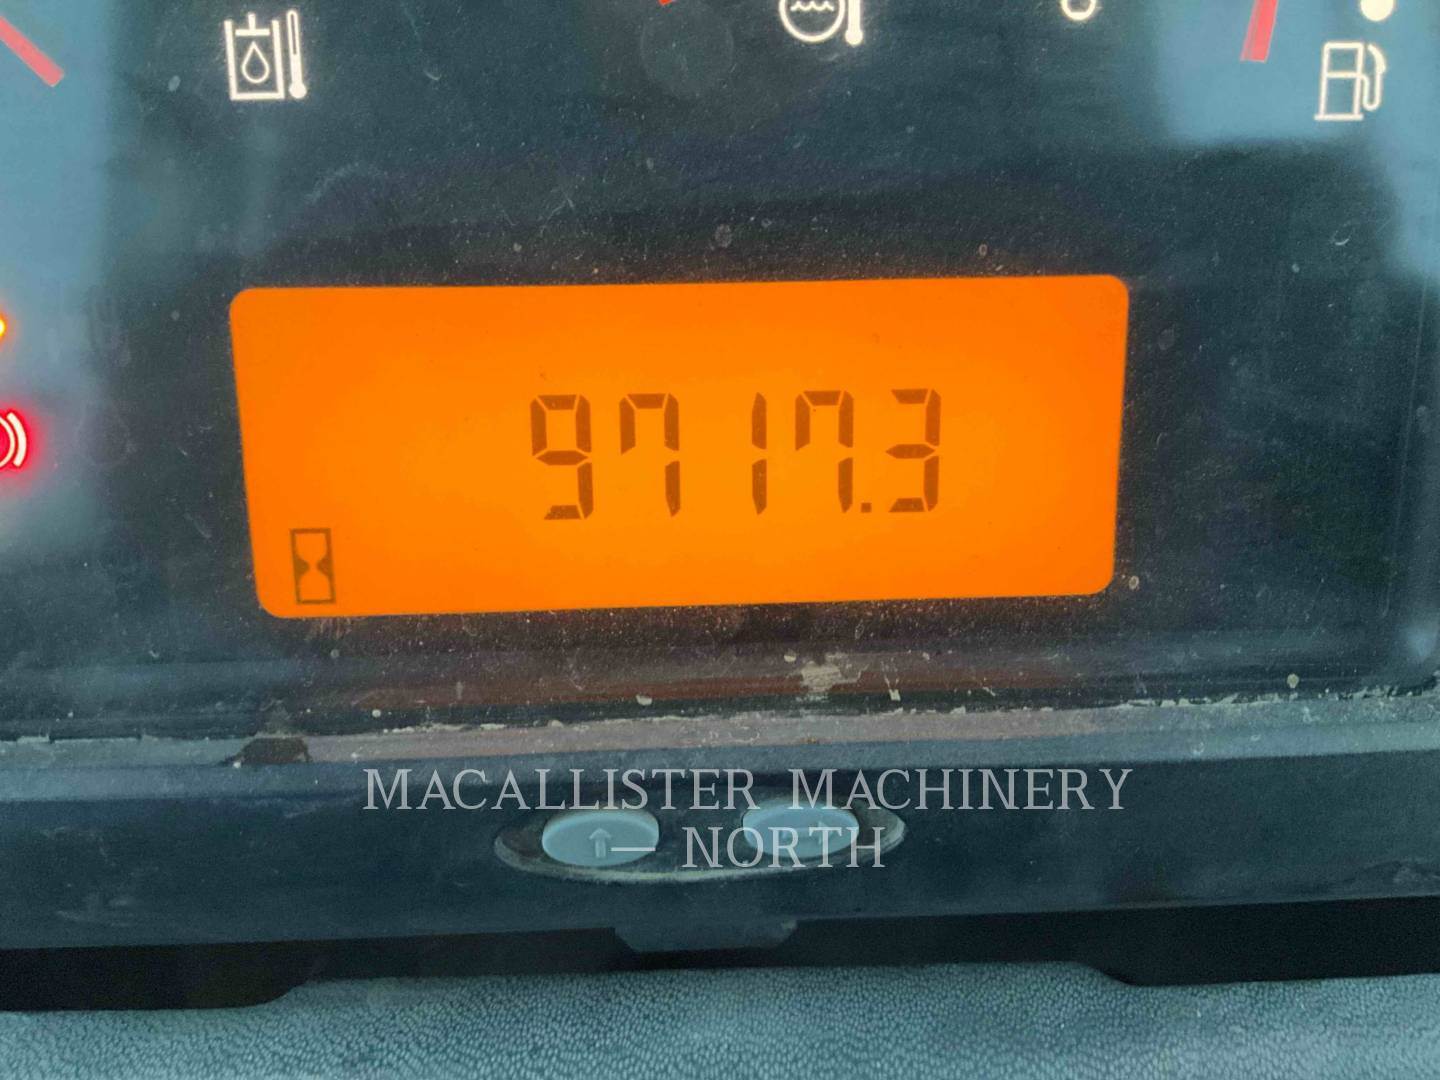 9717.3
MACALLISTER MACHINERY
— NORTH